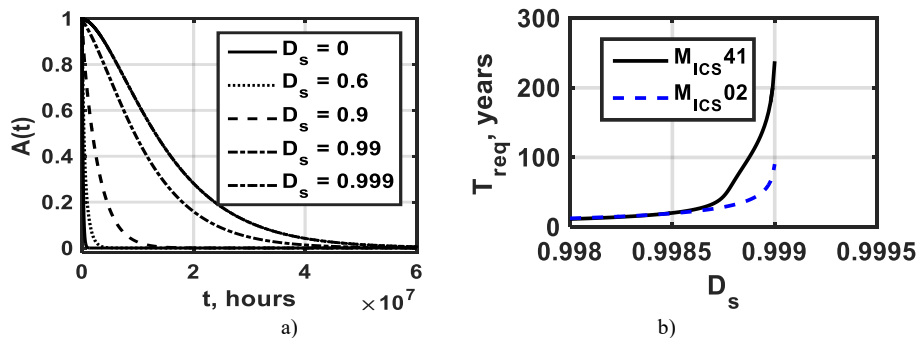 1
0.8
0.6
0.4
0.2
0
A(t)
D_s = 0
D_s = 0.6
D_s = 0.9
D_s = 0.99
D_s = 0.999
0 2 4 6
t, hours ×10^7
a)
300
200
100
0
T_req, years
M_ICS41
M_ICS02
0.998 0.9985 0.999 0.9995
D_s
b)